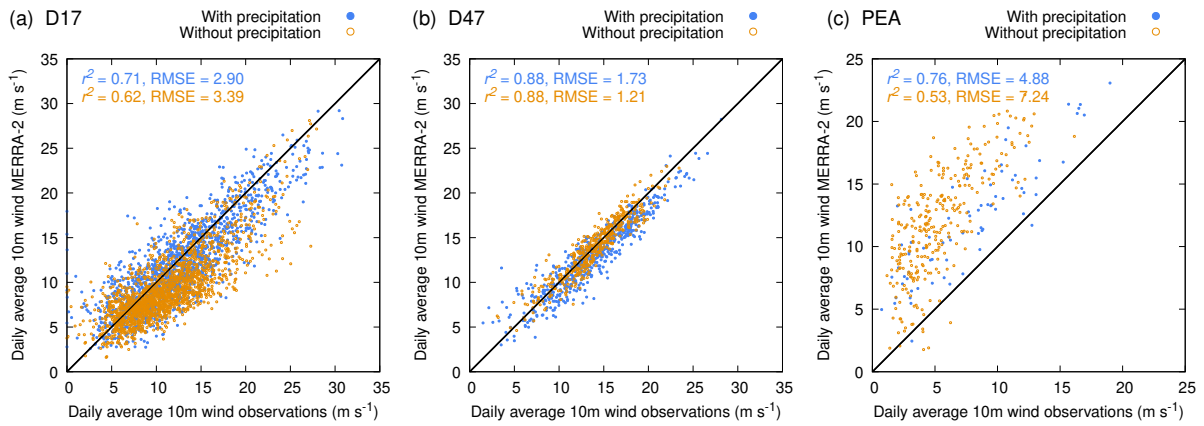 (a) D17
With precipitation
Without precipitation
r² = 0.71, RMSE = 2.90
r² = 0.62, RMSE = 3.39
Daily average 10m wind MERRA-2 (m s⁻¹)
35
30
25
20
15
10
5
0
0 5 10 15 20 25 30 35
Daily average 10m wind observations (m s⁻¹)
(b) D47
With precipitation
Without precipitation
r² = 0.88, RMSE = 1.73
r² = 0.88, RMSE = 1.21
Daily average 10m wind MERRA-2 (m s⁻¹)
35
30
25
20
15
10
5
0
0 5 10 15 20 25 30 35
Daily average 10m wind observations (m s⁻¹)
(c) PEA
With precipitation
Without precipitation
r² = 0.76, RMSE = 4.88
r² = 0.53, RMSE = 7.24
Daily average 10m wind MERRA-2 (m s⁻¹)
25
20
15
10
5
0
0 5 10 15 20 25
Daily average 10m wind observations (m s⁻¹)